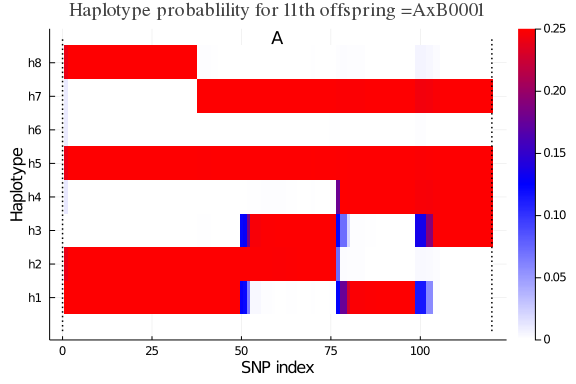 Haplotype probablility for 11th offspring =AxB0001
A
h8
h7
h6
h5
h4
h3
h2
h1
Haplotype
0
25
50
75
100
SNP index
0.25
0.20
0.15
0.10
0.05
0